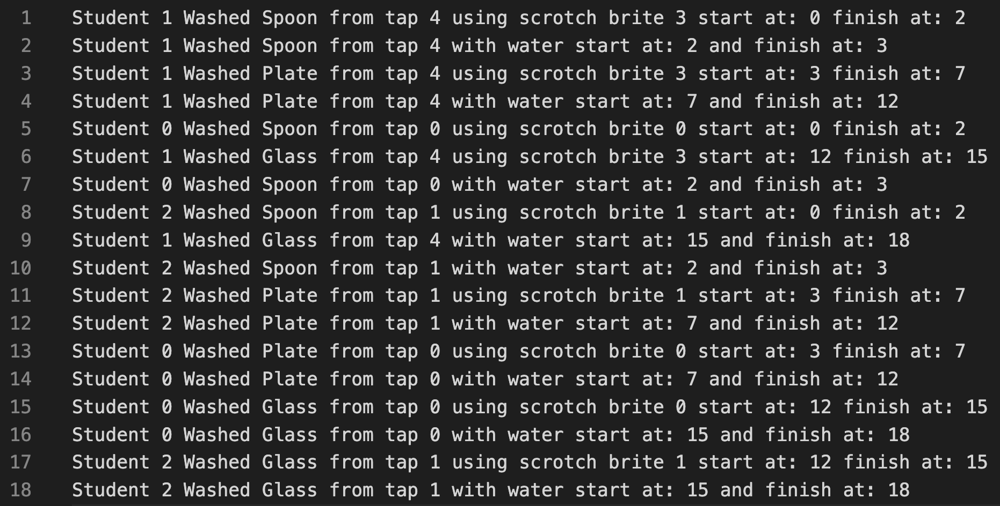 1 Student 1 Washed Spoon from tap 4 using scrotch brite 3 start at: 0 finish at: 2
2 Student 1 Washed Spoon from tap 4 with water start at: 2 and finish at: 3
3 Student 1 Washed Plate from tap 4 using scrotch brite 3 start at: 3 finish at: 7
4 Student 1 Washed Plate from tap 4 with water start at: 7 and finish at: 12
5 Student 0 Washed Spoon from tap 0 using scrotch brite 0 start at: 0 finish at: 2
6 Student 1 Washed Glass from tap 4 using scrotch brite 3 start at: 12 finish at: 15
7 Student 0 Washed Spoon from tap 0 with water start at: 2 and finish at: 3
8 Student 2 Washed Spoon from tap 1 using scrotch brite 1 start at: 0 finish at: 2
9 Student 1 Washed Glass from tap 4 with water start at: 15 and finish at: 18
10 Student 2 Washed Spoon from tap 1 with water start at: 2 and finish at: 3
11 Student 2 Washed Plate from tap 1 using scrotch brite 1 start at: 3 finish at: 7
12 Student 2 Washed Plate from tap 1 with water start at: 7 and finish at: 12
13 Student 0 Washed Plate from tap 0 using scrotch brite 0 start at: 3 finish at: 7
14 Student 0 Washed Plate from tap 0 with water start at: 7 and finish at: 12
15 Student 0 Washed Glass from tap 0 using scrotch brite 0 start at: 12 finish at: 15
16 Student 0 Washed Glass from tap 0 with water start at: 15 and finish at: 18
17 Student 2 Washed Glass from tap 1 using scrotch brite 1 start at: 12 finish at: 15
18 Student 2 Washed Glass from tap 1 with water start at: 15 and finish at: 18